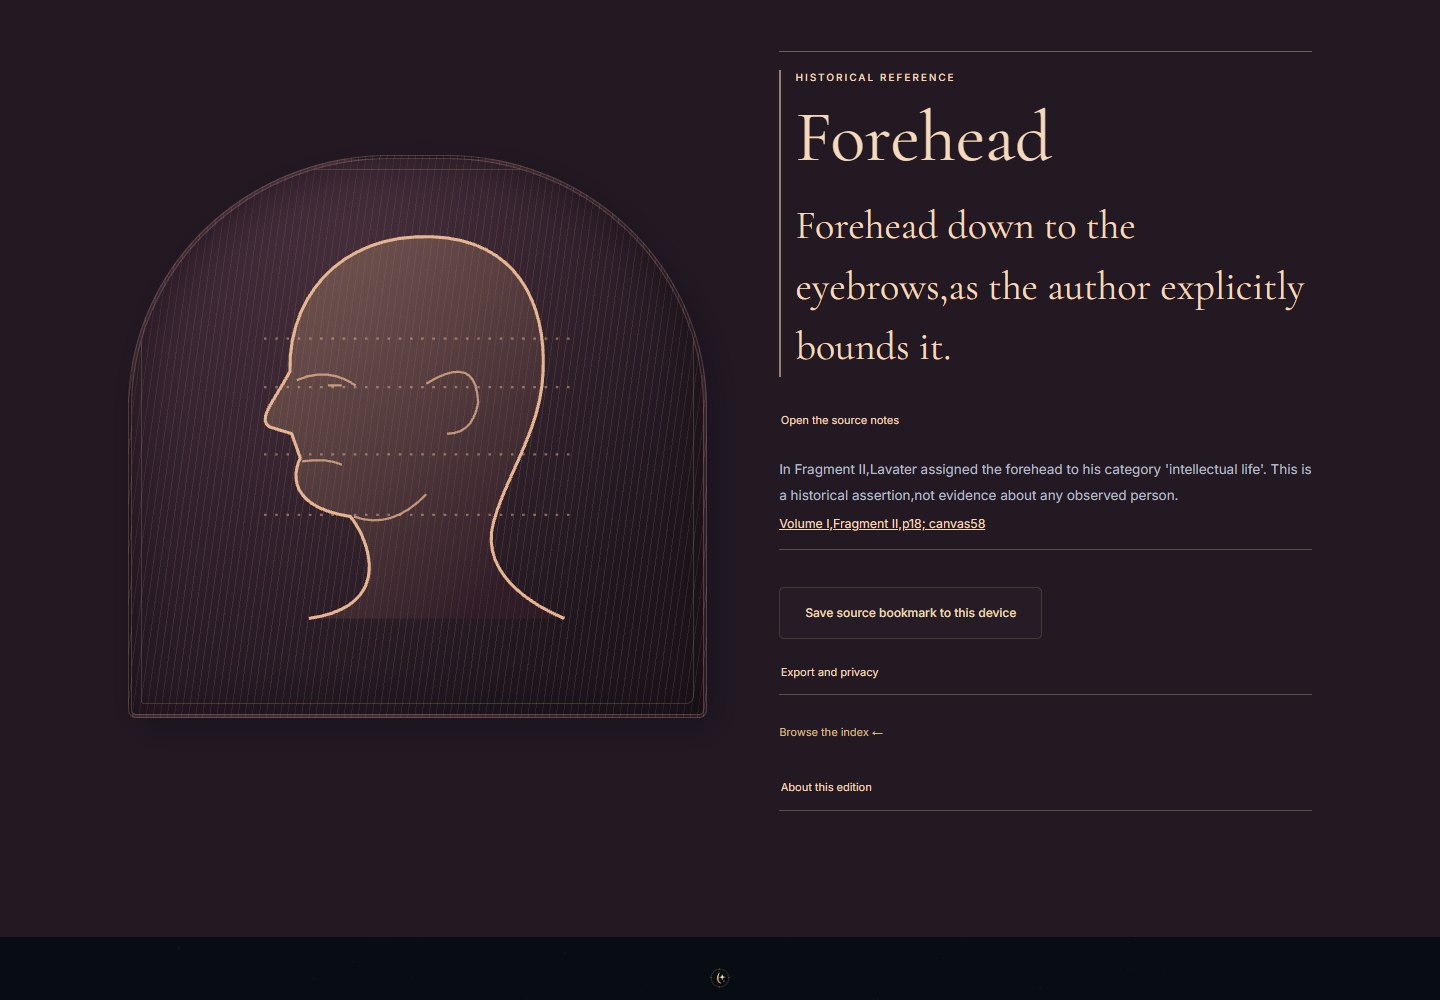 HISTORICAL REFERENCE
Forehead
Forehead down to the
eyebrows,as the author explicitly
bounds it.
Open the source notes
In Fragment II,Lavater assigned the forehead to his category 'intellectual life'. This is
a historical assertion,not evidence about any observed person.
Volume I,Fragment II,p18; canvas58
Save source bookmark to this device
Export and privacy
Browse the index ←
About this edition